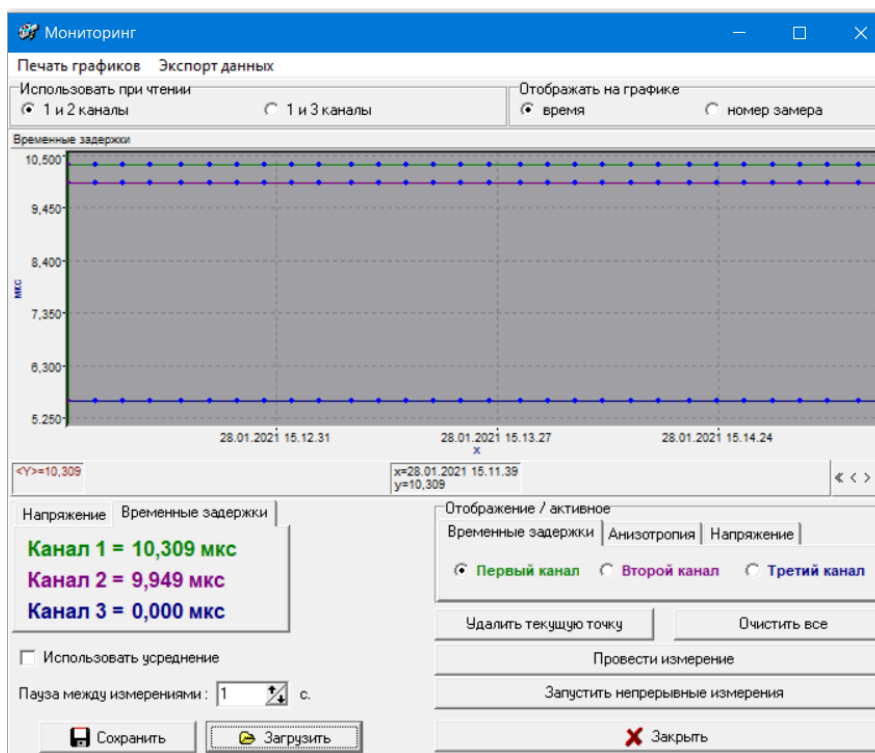 Мониторинг
Печать графиков Экспорт данных
Использовать при чтении
1 и 2 каналы 1 и 3 каналы
Отображать на графике
время номер замера
Временные задержки
10,500
9,450
8,400
7,350
6,300
5,250
мкс
28.01.2021 15.12.31 28.01.2021 15.13.27 28.01.2021 15.14.24
x
<Y>=10,309
x=28.01.2021 15.11.39
y=10,309
Напряжение Временные задержки
Канал 1 = 10,309 мкс
Канал 2 = 9,949 мкс
Канал 3 = 0,000 мкс
Использовать усреднение
Пауза между измерениями : 1 с.
Сохранить Загрузить
Отображение / активное
Временные задержки Анизотропия Напряжение
Первый канал Второй канал Третий канал
Удалить текущую точку Очистить все
Провести измерение
Запустить непрерывные измерения
Закрыть